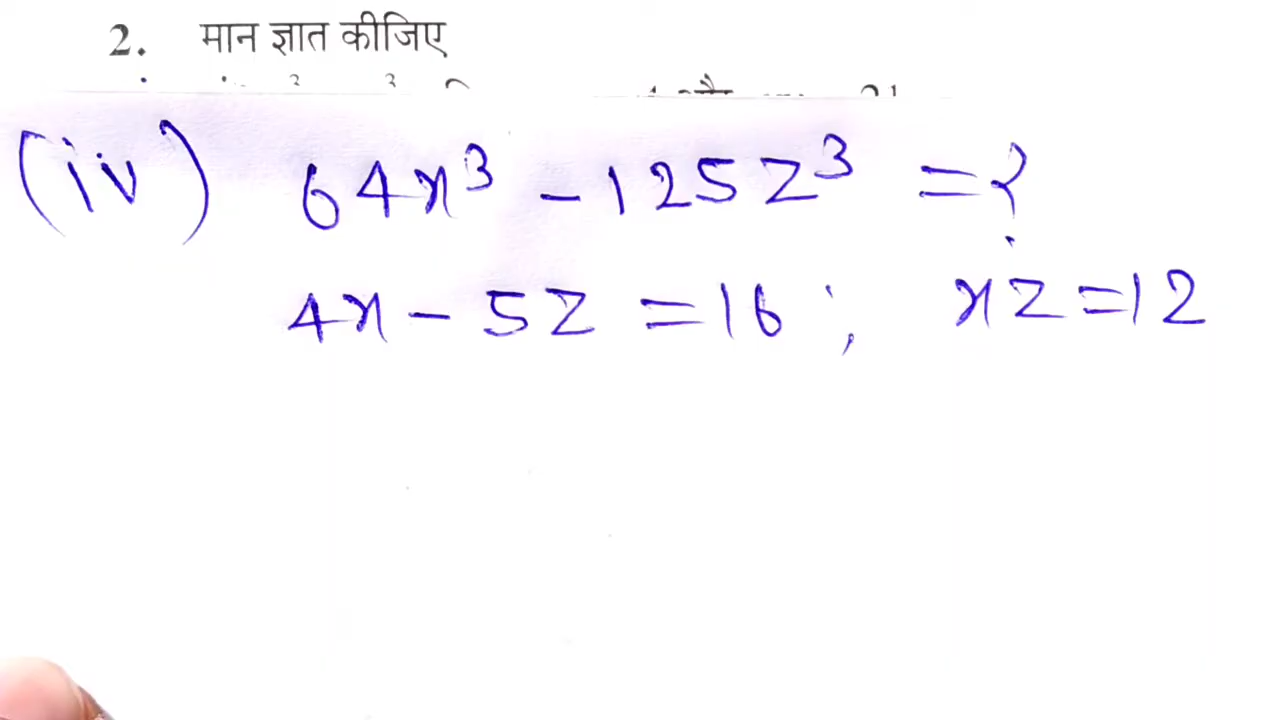 2. मान ज्ञात कीजिए
(iv) 64x³ - 125z³ = ?
4x - 5z = 16 ; xz = 12